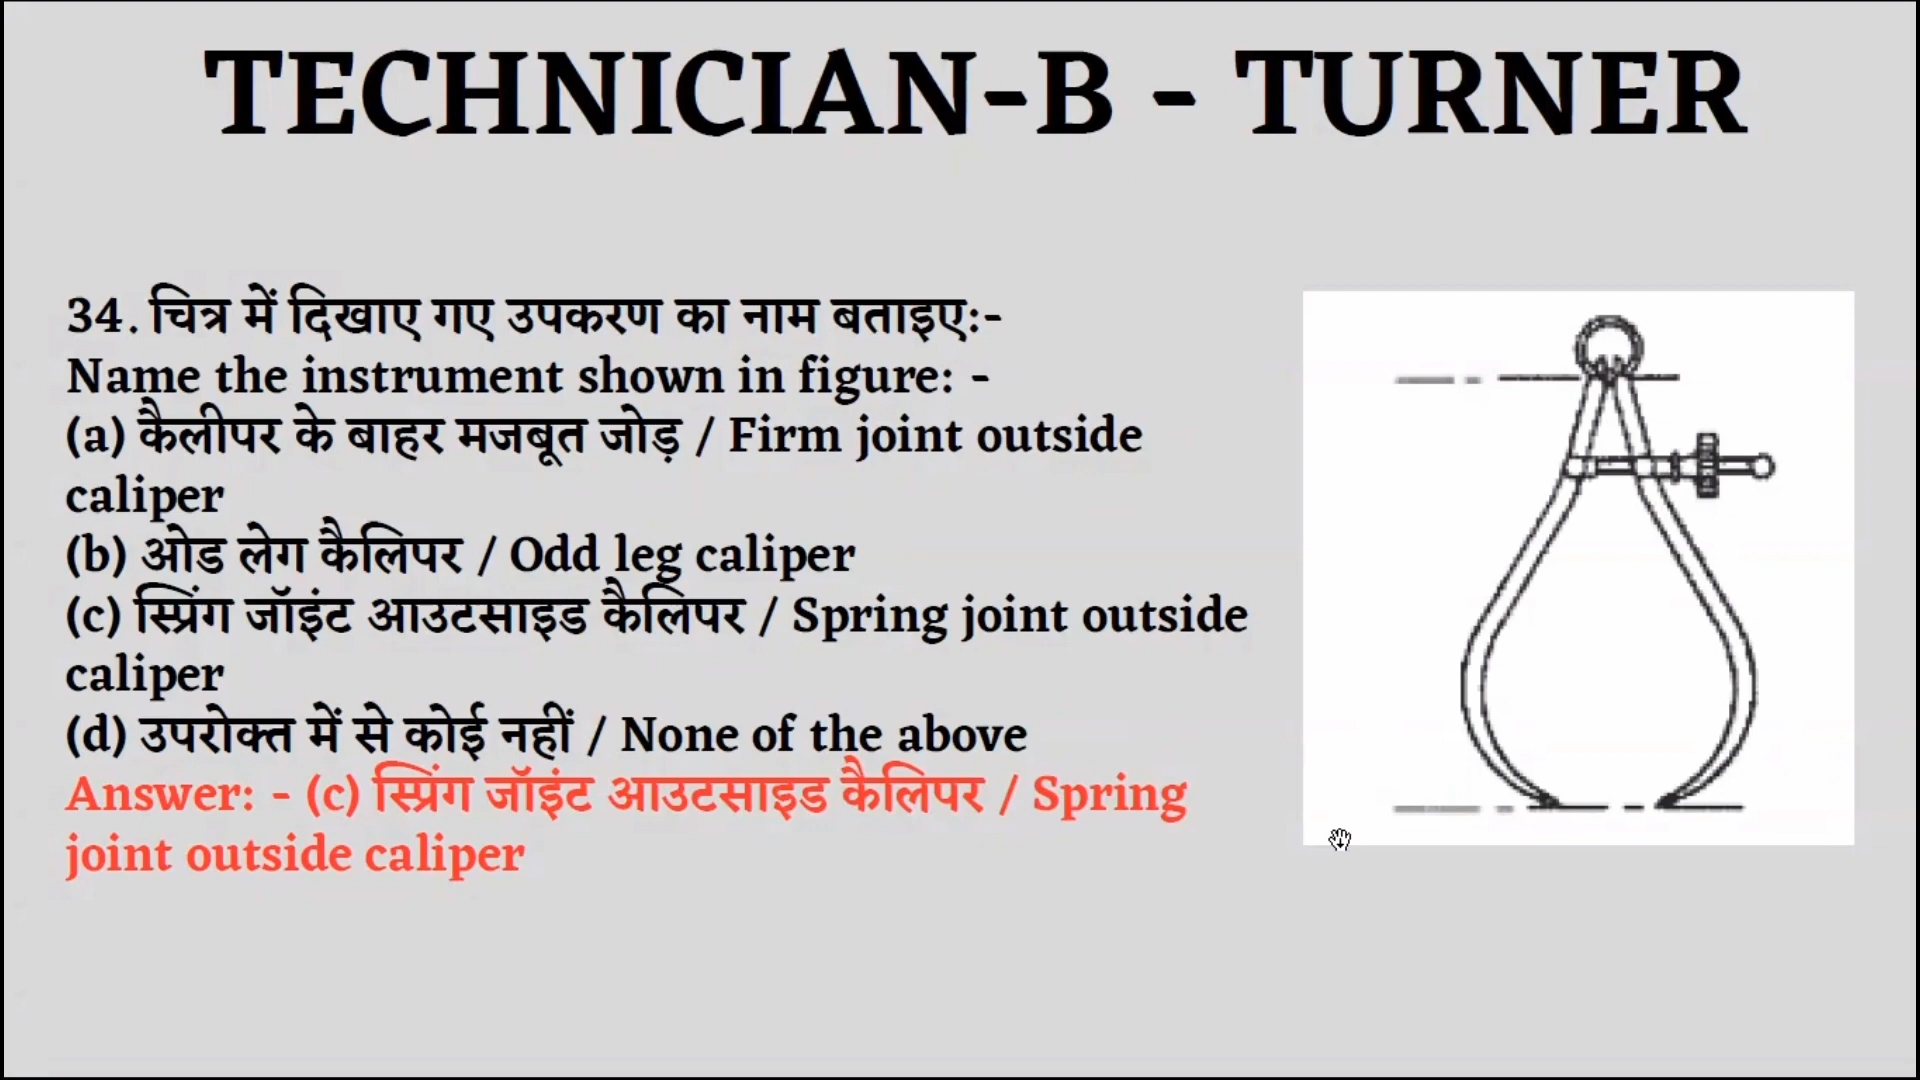 TECHNICIAN-B - TURNER
34. चित्र में दिखाए गए उपकरण का नाम बताइए:-
Name the instrument shown in figure: -
(a) कैलीपर के बाहर मजबूत जोड़ / Firm joint outside
caliper
(b) ओड लेग कैलिपर / Odd leg caliper
(c) स्प्रिंग जॉइंट आउटसाइड कैलिपर / Spring joint outside
caliper
(d) उपरोक्त में से कोई नहीं / None of the above
Answer: - (c) स्प्रिंग जॉइंट आउटसाइड कैलिपर / Spring
joint outside caliper